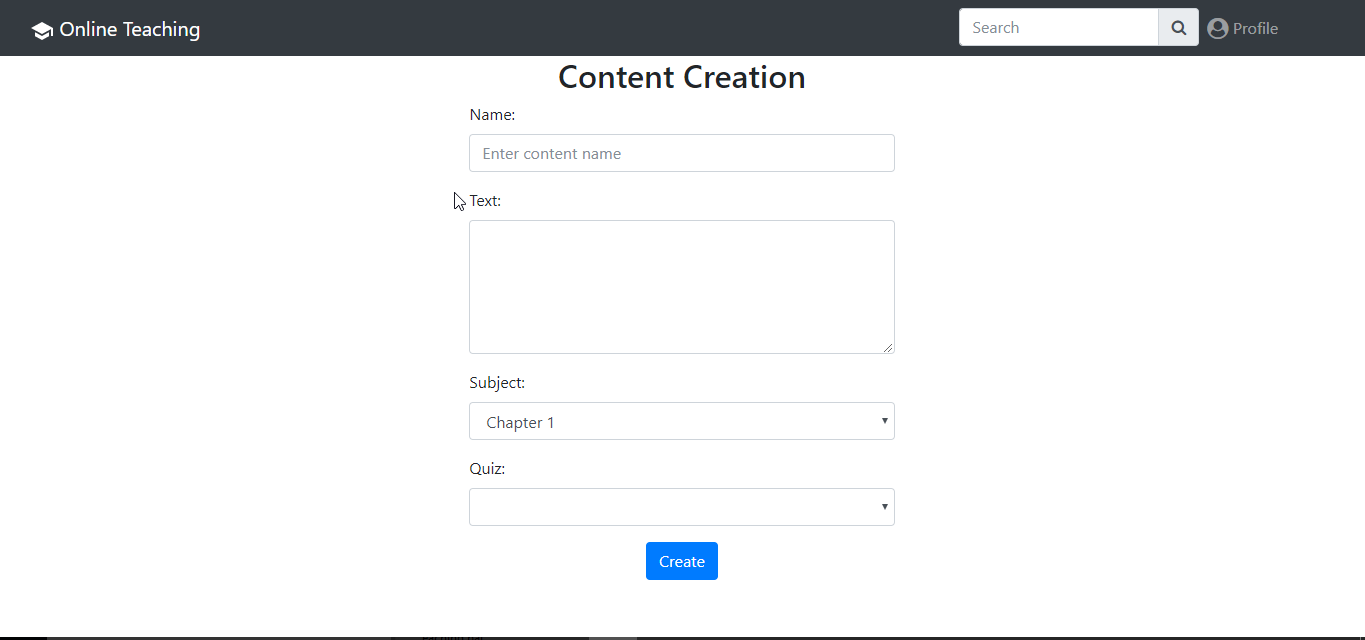 Online Teaching
Search
Profile
Content Creation
Name:
Enter content name
Text:
Subject:
Chapter 1
Quiz:
Create